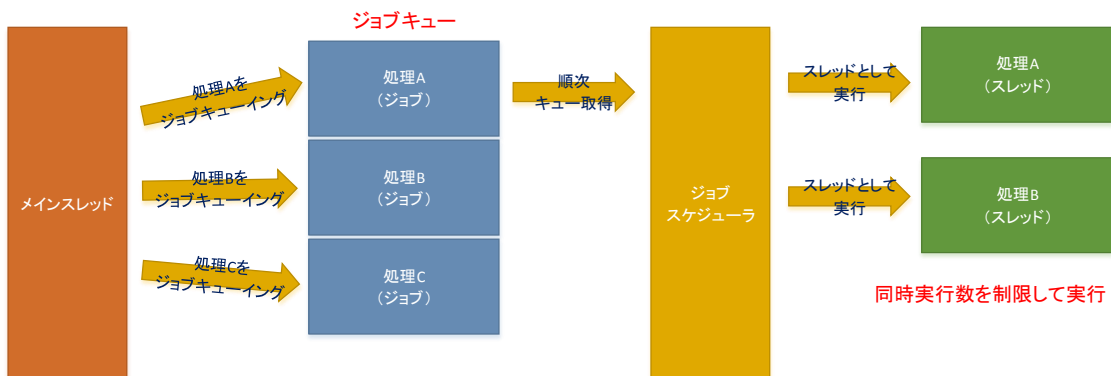 ジョブキュー
メインスレッド
処理Aを
ジョブキューイング
処理Bを
ジョブキューイング
処理Cを
ジョブキューイング
処理A
（ジョブ）
処理B
（ジョブ）
処理C
（ジョブ）
順次
キュー取得
ジョブ
スケジューラ
スレッドとして
実行
スレッドとして
実行
処理A
（スレッド）
処理B
（スレッド）
同時実行数を制限して実行